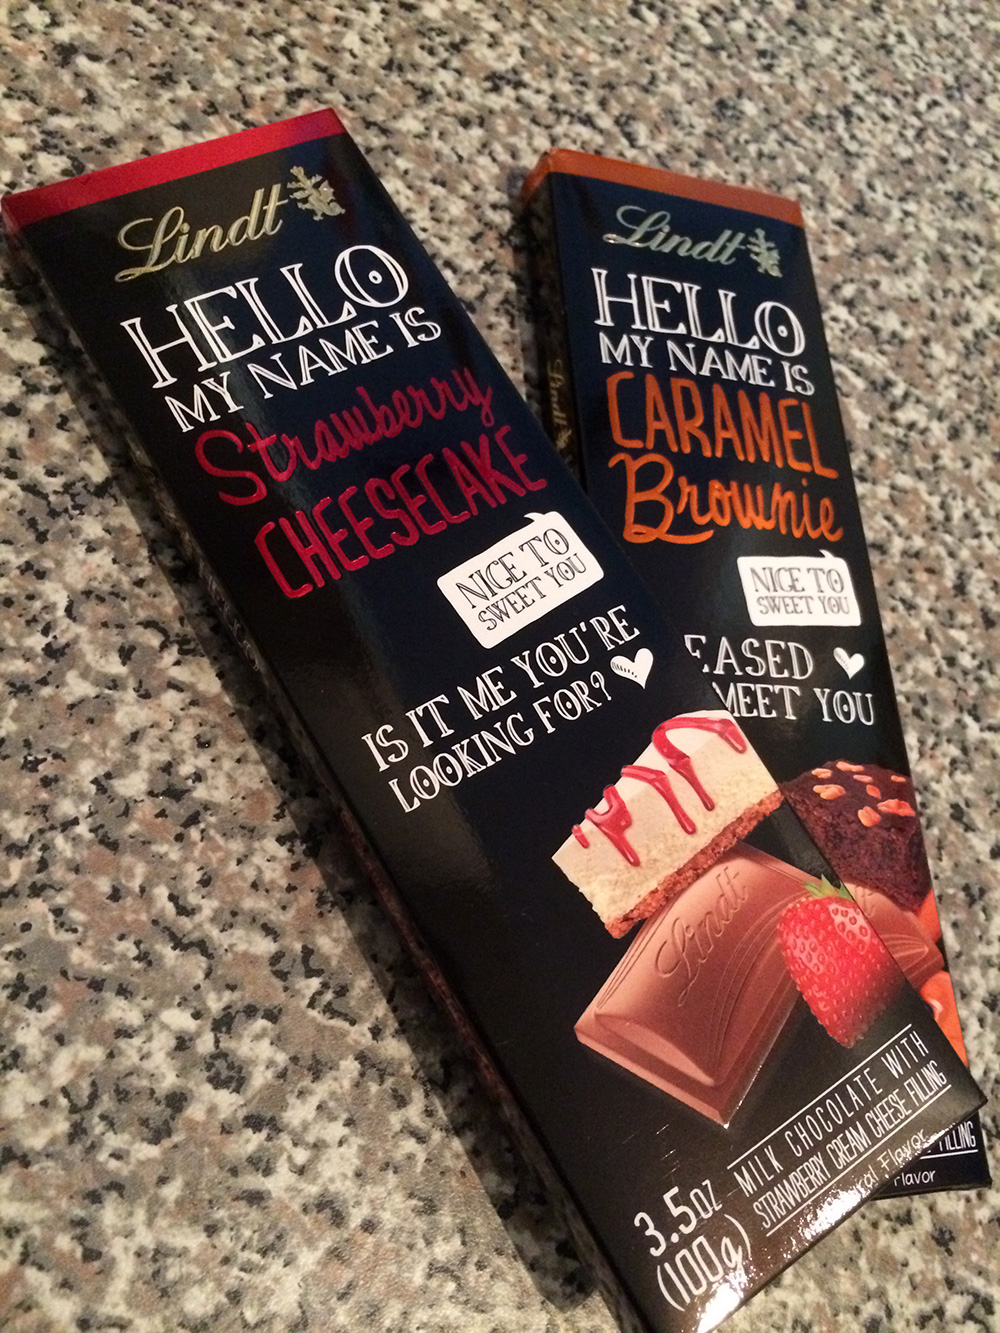 Lindt
HELLO
MY NAME IS
Strawberry
CHEESECAKE
NICE TO
SWEET YOU
IS IT ME YOU'RE
LOOKING FOR?
Lindt
MILK CHOCOLATE WITH
STRAWBERRY CREAM CHEESE FILLING
Flavor
3.5oz
(100g)
Lindt
HELLO
MY NAME IS
CARAMEL
Brownie
NICE TO
SWEET YOU
EASED
MEET YOU
FILLING
Flavor
Lindt